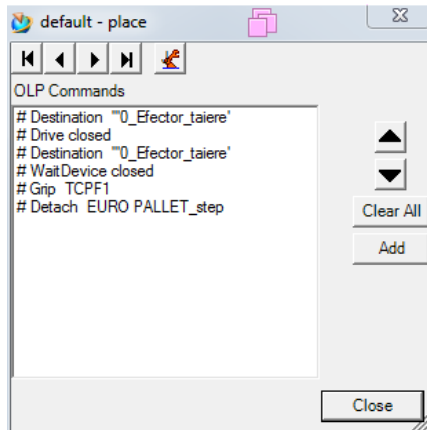 default - place
OLP Commands
# Destination "'0_Efector_taiere'
# Drive closed
# Destination "'0_Efector_taiere'
# WaitDevice closed
# Grip TCPF1
# Detach EURO PALLET_step
Clear All
Add
Close